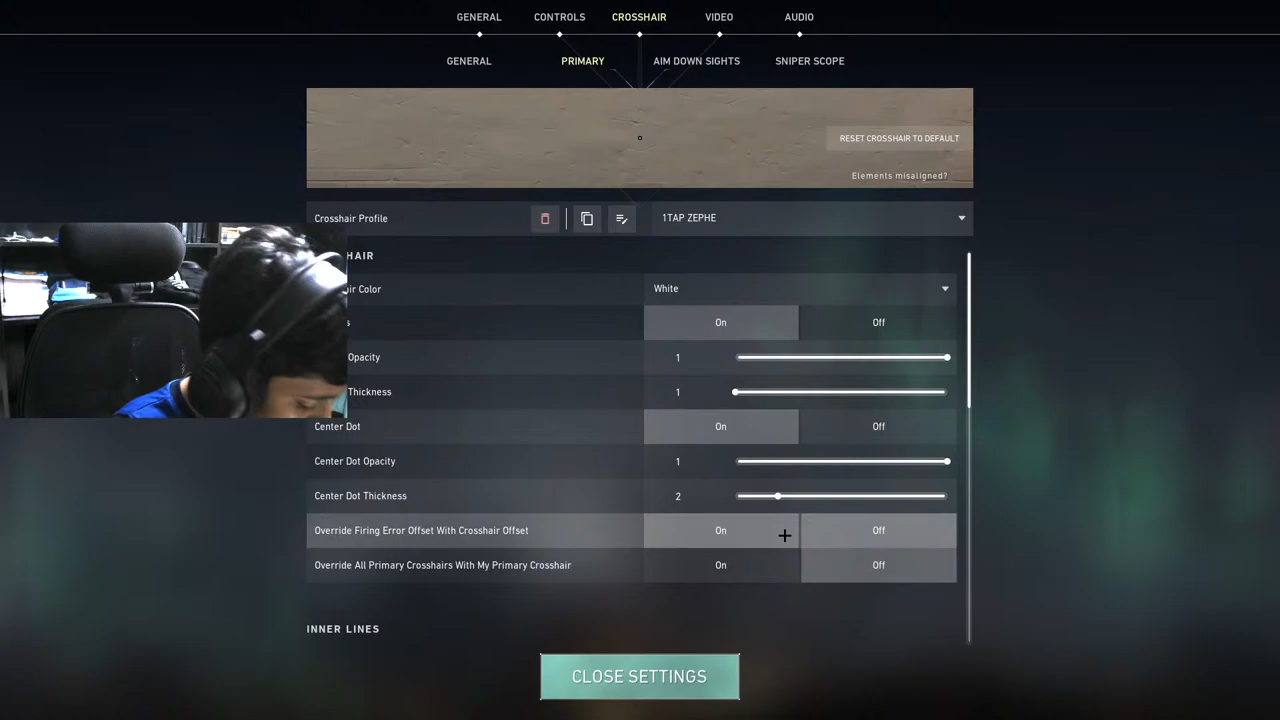 GENERAL CONTROLS CROSSHAIR VIDEO AUDIO
GENERAL PRIMARY AIM DOWN SIGHTS SNIPER SCOPE
RESET CROSSHAIR TO DEFAULT
Elements misaligned?
Crosshair Profile 1TAP ZEPHE
HAIR
ir Color White
s On Off
Opacity 1
Thickness 1
Center Dot On Off
Center Dot Opacity 1
Center Dot Thickness 2
Override Firing Error Offset With Crosshair Offset On Off
Override All Primary Crosshairs With My Primary Crosshair On Off
INNER LINES
CLOSE SETTINGS